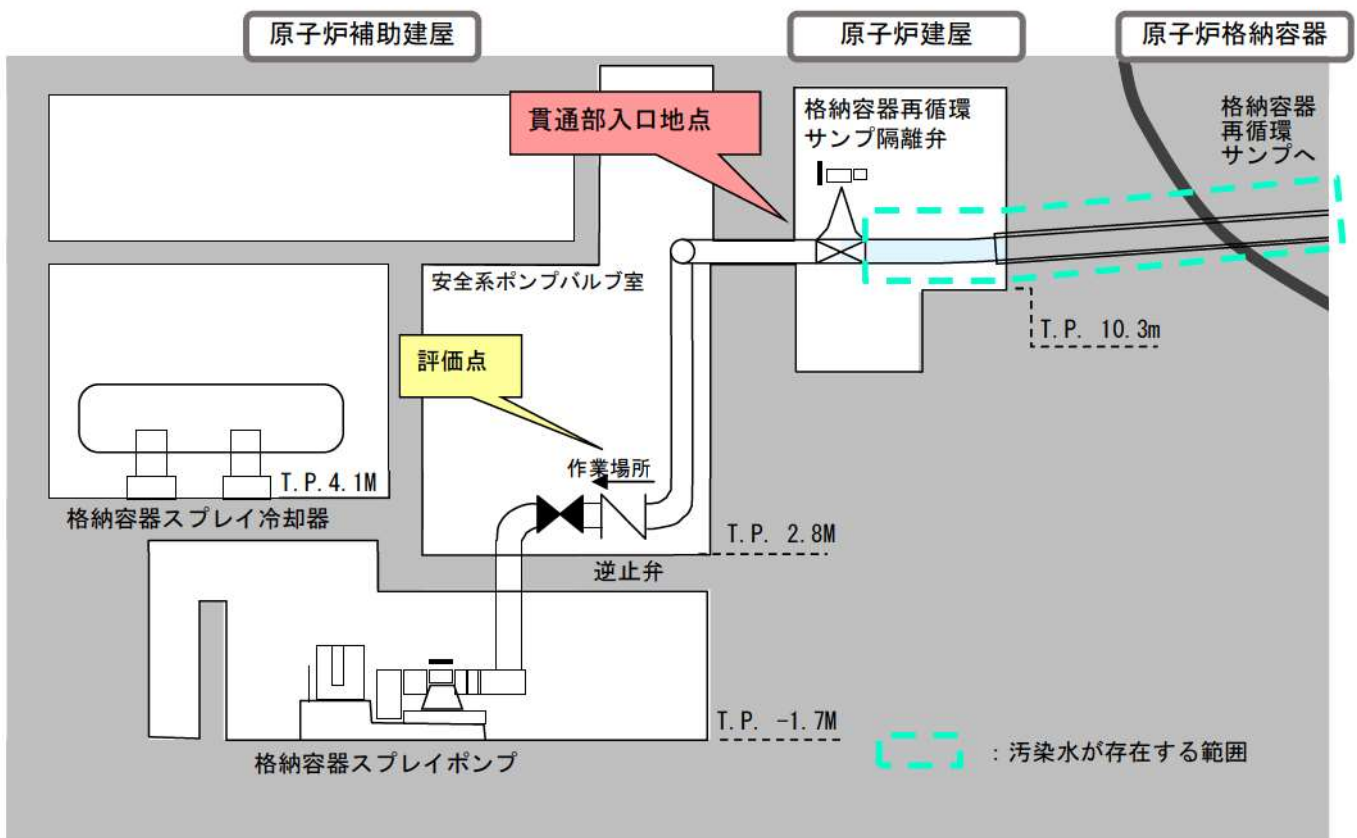 原子炉補助建屋
原子炉建屋
原子炉格納容器
貫通部入口地点
格納容器再循環
サンプ隔離弁
格納容器
再循環
サンプへ
安全系ポンプバルブ室
T.P. 10.3m
評価点
作業場所
T.P.4.1M
格納容器スプレイ冷却器
T.P. 2.8M
逆止弁
T.P. -1.7M
格納容器スプレイポンプ
：汚染水が存在する範囲